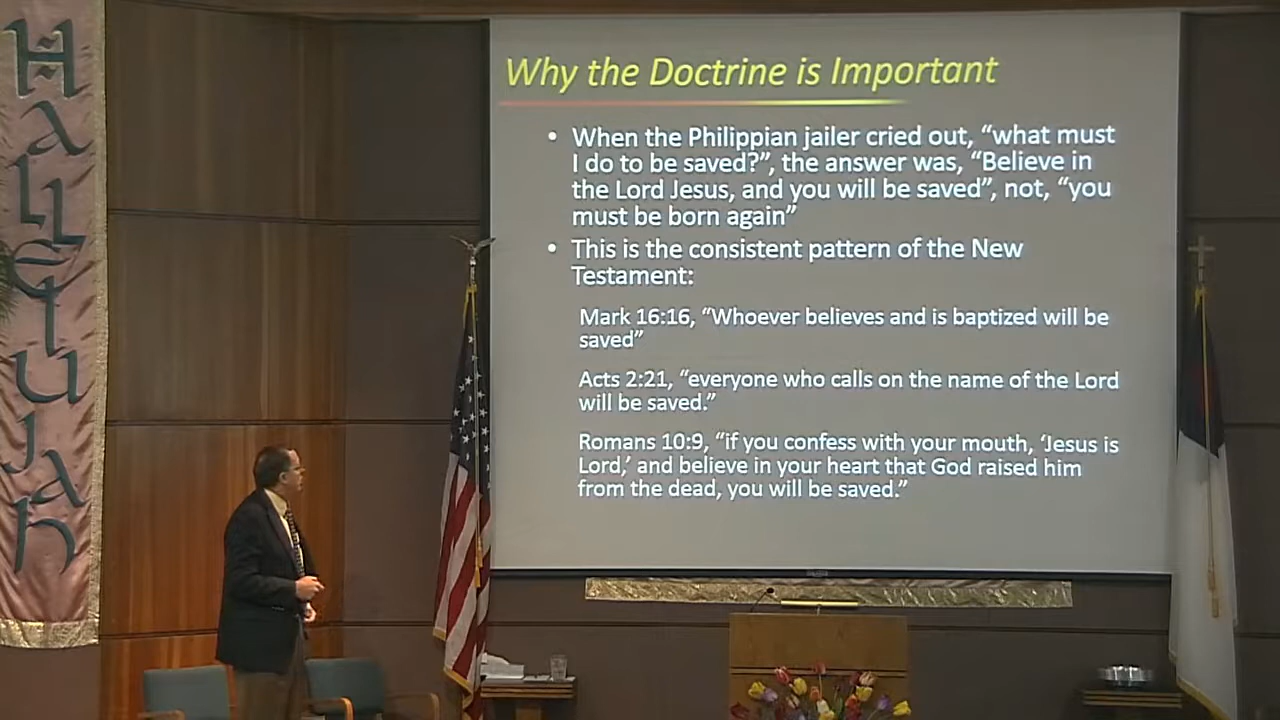 Hallelujah
Why the Doctrine is Important
• When the Philippian jailer cried out, “what must
I do to be saved?”, the answer was, “Believe in
the Lord Jesus, and you will be saved”, not, “you
must be born again”
• This is the consistent pattern of the New
Testament:
Mark 16:16, “Whoever believes and is baptized will be
saved”
Acts 2:21, “everyone who calls on the name of the Lord
will be saved.”
Romans 10:9, “if you confess with your mouth, ‘Jesus is
Lord,’ and believe in your heart that God raised him
from the dead, you will be saved.”